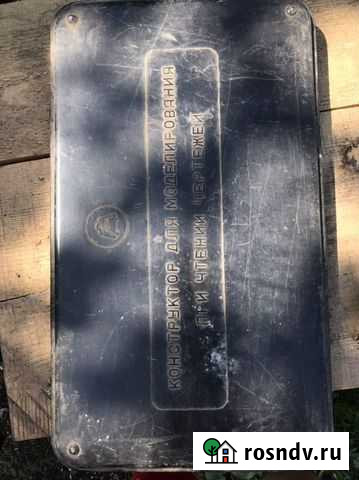 КОНСТРУКТОР ДЛЯ МОДЕЛИРОВАНИЯ
ПРИ ЧТЕНИИ ЧЕРТЕЖЕЙ
rosndv.ru